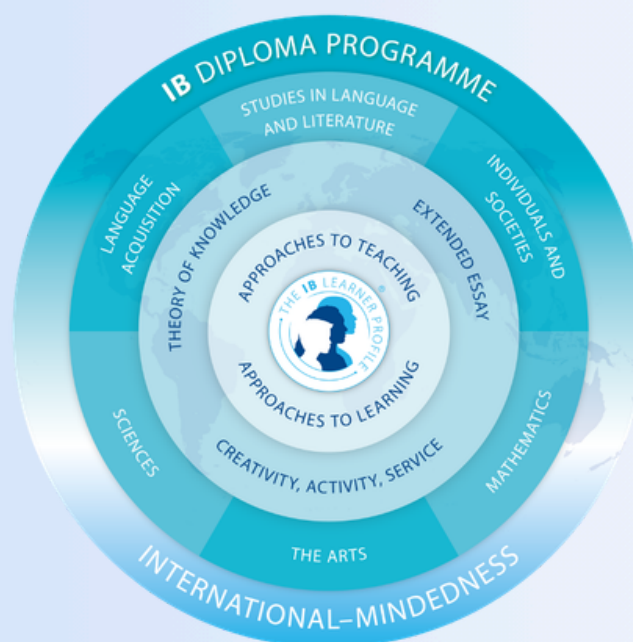 IB DIPLOMA PROGRAMME
STUDIES IN LANGUAGE
AND LITERATURE
LANGUAGE
ACQUISITION
INDIVIDUALS AND
SOCIETIES
THEORY OF KNOWLEDGE
EXTENDED ESSAY
APPROACHES TO TEACHING
THE IB LEARNER PROFILE
®
APPROACHES TO LEARNING
CREATIVITY, ACTIVITY, SERVICE
SCIENCES
MATHEMATICS
THE ARTS
INTERNATIONAL–MINDEDNESS